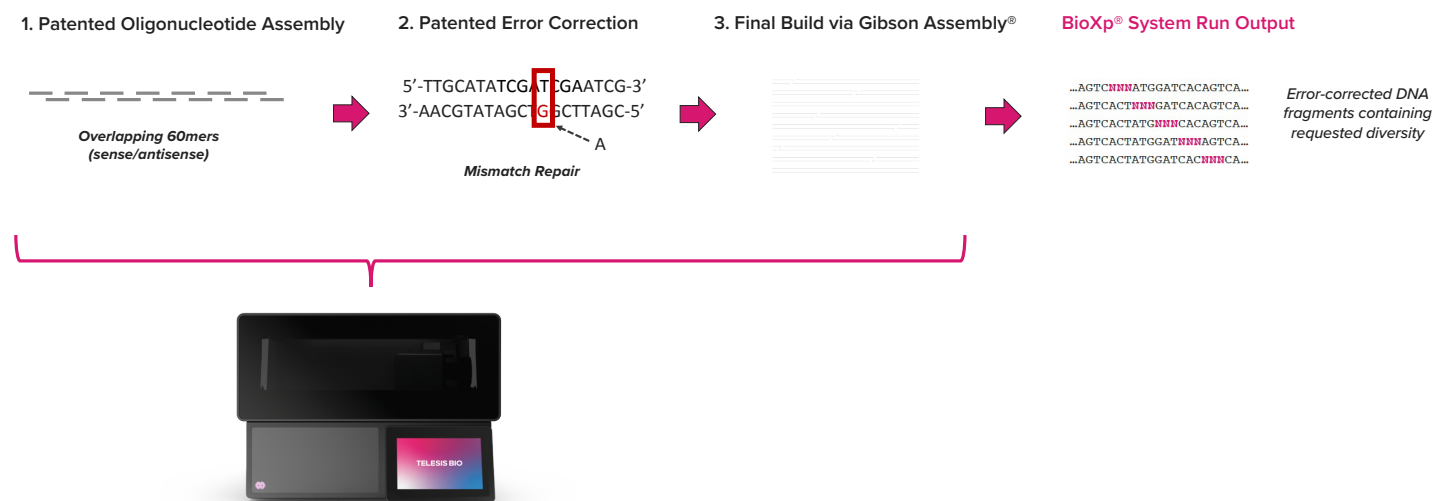 1. Patented Oligonucleotide Assembly
2. Patented Error Correction
3. Final Build via Gibson Assembly®
BioXp® System Run Output
Overlapping 60mers
(sense/antisense)
5'-TTGCATATCGATCGAATCG-3'
3'-AACGTATAGCTGGCTTAGC-5'
A
Mismatch Repair
...AGTCNNNATGGATCACAGTCA...
...AGTCACTNNNGATCACAGTCA...
...AGTCACTATGNNNCACAGTCA...
...AGTCACTATGGATNNNAGTCA...
...AGTCACTATGGATCACNNNCA...
Error-corrected DNA
fragments containing
requested diversity
TELESIS BIO